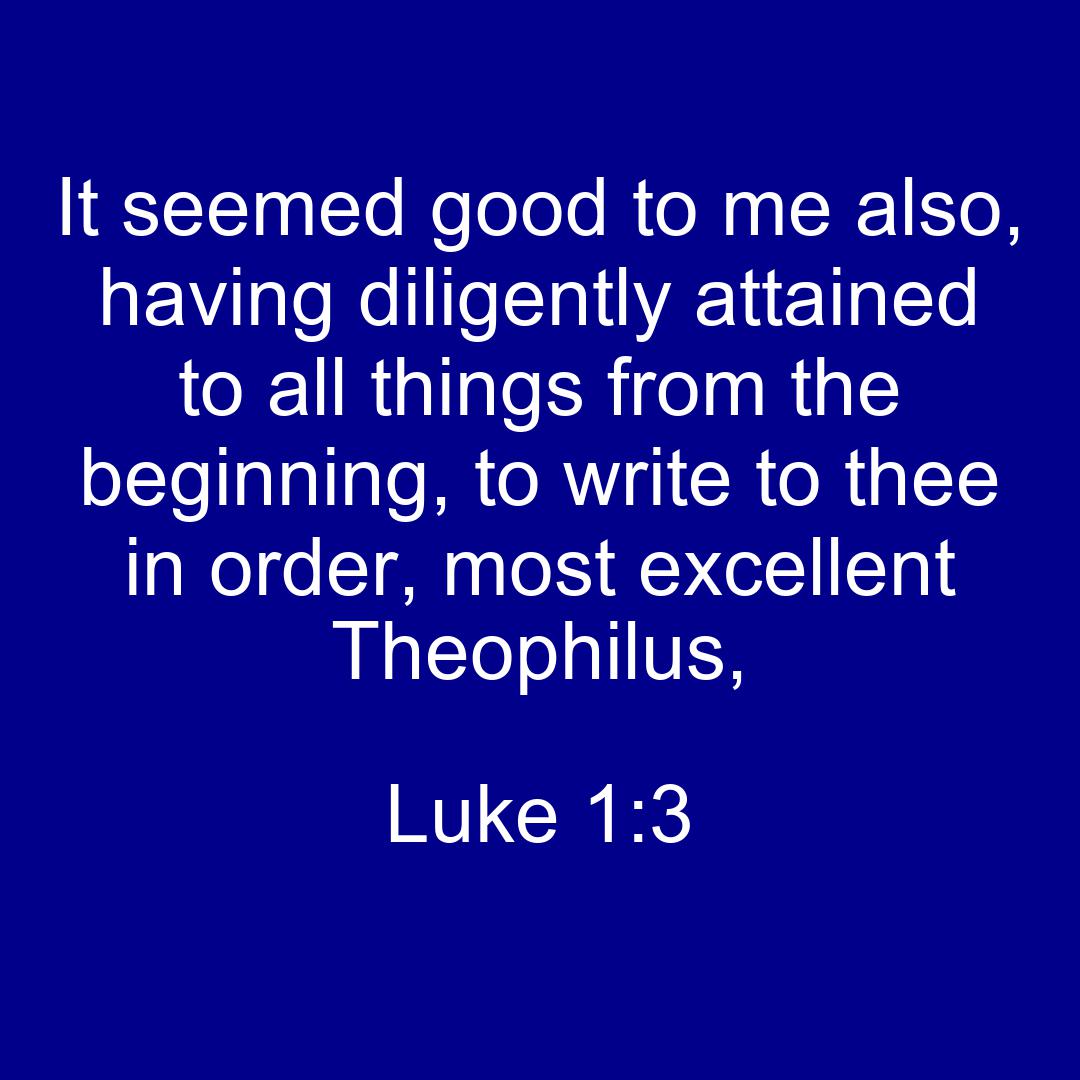 It seemed good to me also,
having diligently attained
to all things from the
beginning, to write to thee
in order, most excellent
Theophilus,
Luke 1:3